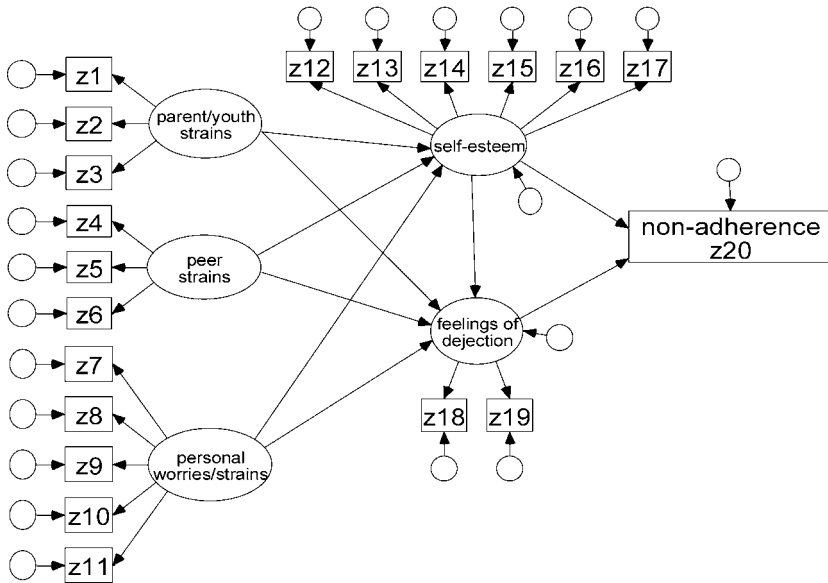 z12 z13 z14 z15 z16 z17
z1
z2
z3
parent/youth
strains
self-esteem
z4
z5
z6
peer
strains
non-adherence
z20
feelings of
dejection
z7
z8
z9
z10
z11
personal
worries/strains
z18 z19